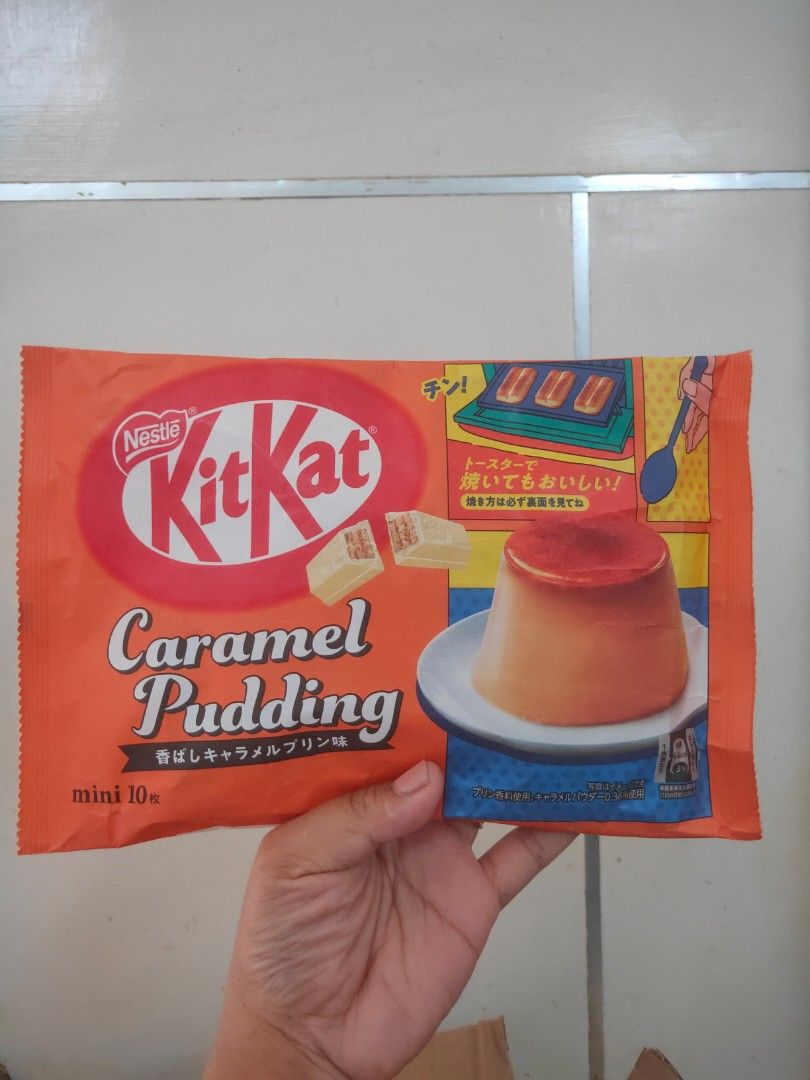 Nestlé®
KitKat®
Caramel
Pudding
香ばしキャラメルプリン味
mini 10枚
チン!
トースターで
焼いてもおいしい!
焼き方は必ず裏面を見てね
写真はイメージです
プリン香料使用、キャラメルパウダー0.36%使用